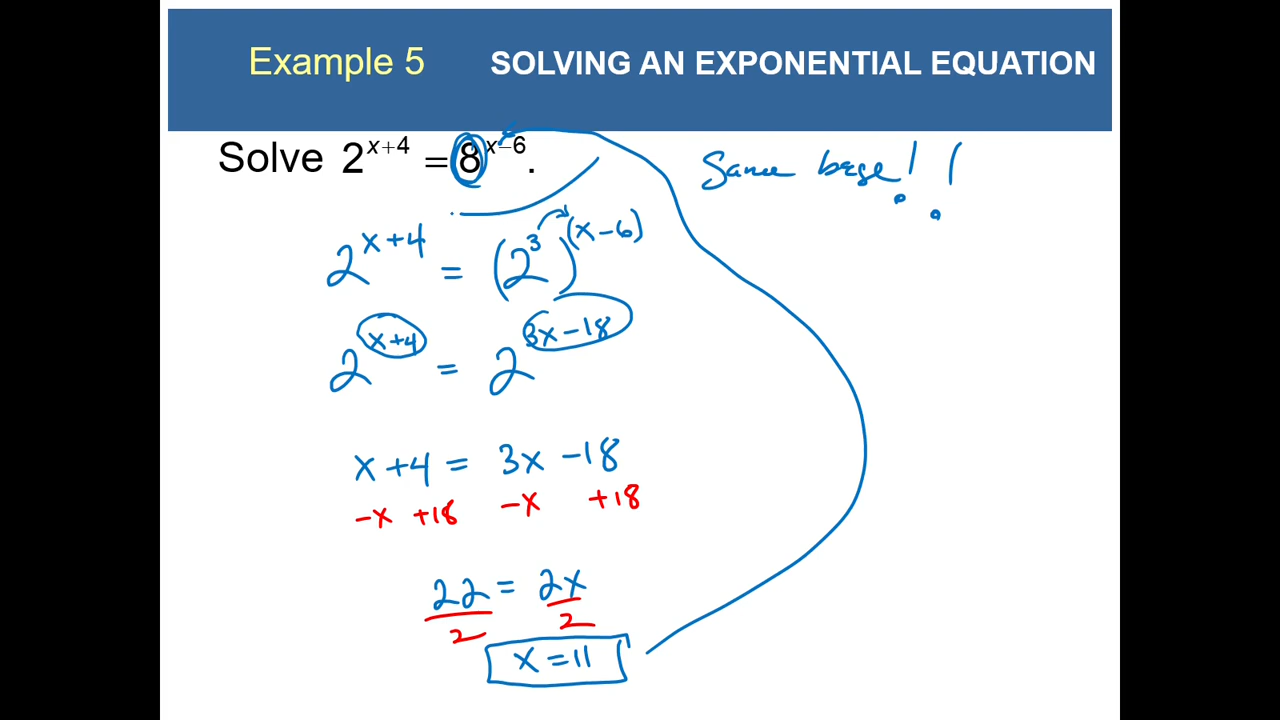 Example 5 SOLVING AN EXPONENTIAL EQUATION
Solve 2^{x+4} = 8^{x−6}.
Same base!!
2^{x+4} = (2^3)^{(x−6)}
2^{x+4} = 2^{3x−18}
x+4 = 3x −18
−x +18 −x +18
22 = 2x
2 2
x = 11